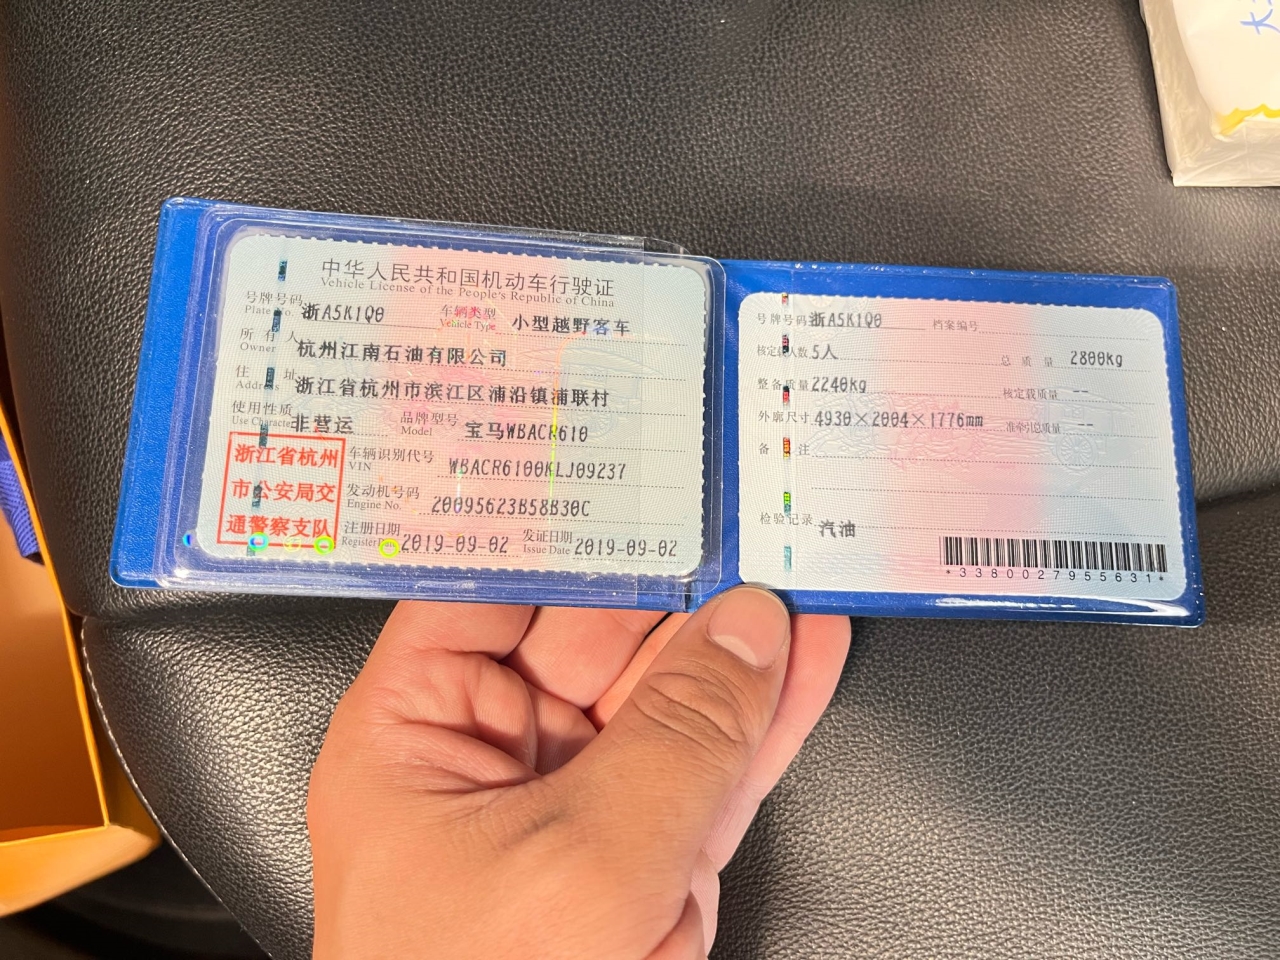 中华人民共和国机动车行驶证
Vehicle License of the People's Republic of China
号牌号码 浙A5K1Q0 车辆类型 小型越野客车
Plate No. Vehicle Type
所有人 杭州江南石油有限公司
Owner
住址 浙江省杭州市滨江区浦沿镇浦联村
Address
使用性质 非营运 品牌型号 宝马WBACR610
Use Character Model
浙江省杭州
市公安局交
通警察支队
车辆识别代号 WBACR6100KLJ09237
VIN
发动机号码 20095623B58B30C
Engine No.
注册日期 2019-09-02 发证日期 2019-09-02
Register Date Issue Date
号牌号码 浙A5K1Q0 档案编号
核定载人数 5人 总质量 2800kg
整备质量 2240kg 核定载质量 --
外廓尺寸 4930×2004×1776mm 准牵引总质量 --
备注
检验记录 汽油
*3380027955631*
大